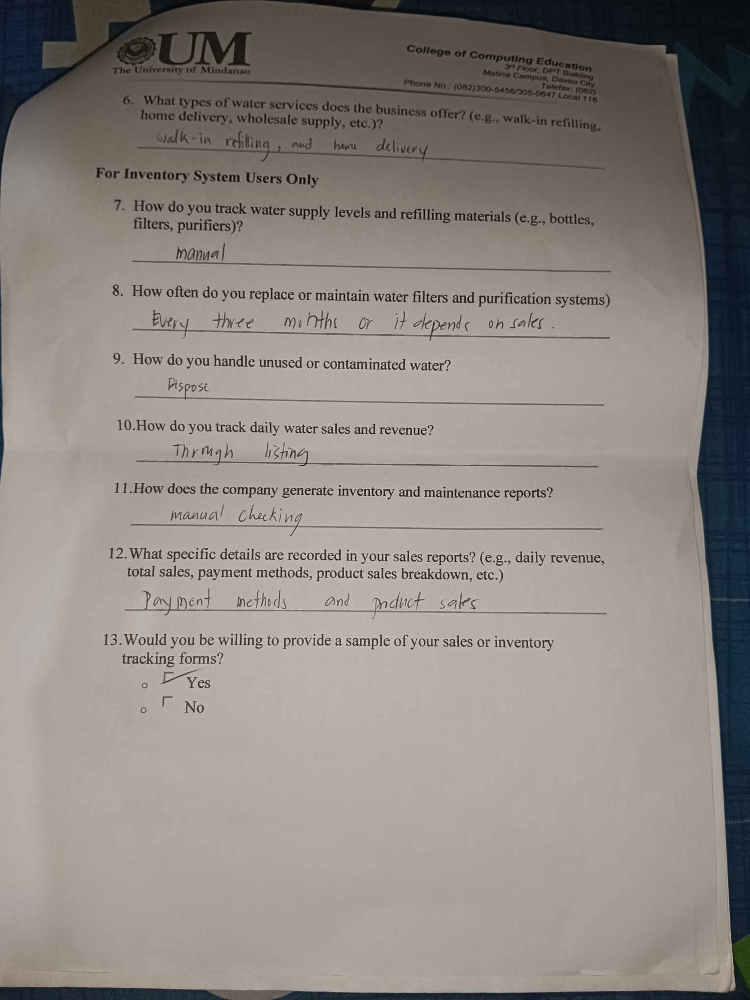 UM
The University of Mindanao
College of Computing Education
3rd Floor, DPT Building
Matina Campus, Davao City
Telefax: (082)
Phone No.: (082)300-5456/305-0647 Local 116
6. What types of water services does the business offer? (e.g., walk-in refilling,
home delivery, wholesale supply, etc.)?
walk-in refilling, and home delivery
For Inventory System Users Only
7. How do you track water supply levels and refilling materials (e.g., bottles,
filters, purifiers)?
manual
8. How often do you replace or maintain water filters and purification systems)
Every three months or it depends on sales.
9. How do you handle unused or contaminated water?
Dispose
10.How do you track daily water sales and revenue?
Through listing
11.How does the company generate inventory and maintenance reports?
manual checking
12.What specific details are recorded in your sales reports? (e.g., daily revenue,
total sales, payment methods, product sales breakdown, etc.)
Payment methods and product sales
13.Would you be willing to provide a sample of your sales or inventory
tracking forms?
Yes
No